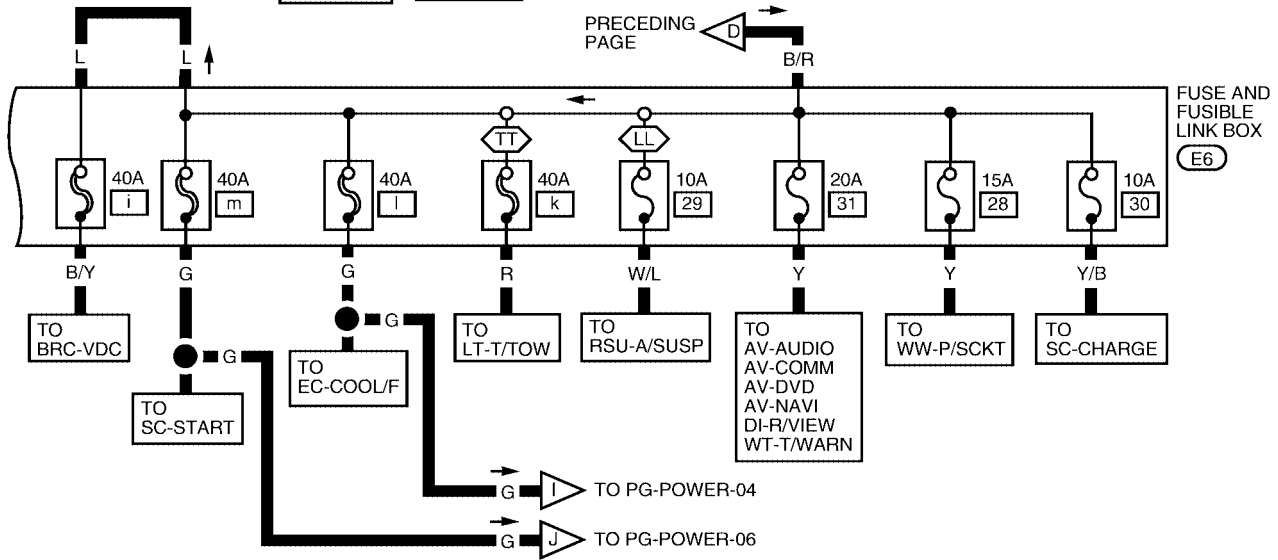 PRECEDING
PAGE
D
L
L
B/R
FUSE AND
FUSIBLE
LINK BOX
E6
TT
LL
40A
i
40A
m
40A
l
40A
k
10A
29
20A
31
15A
28
10A
30
B/Y
G
G
R
W/L
Y
Y
Y/B
TO
BRC-VDC
G
G
TO
LT-T/TOW
TO
RSU-A/SUSP
TO
AV-AUDIO
AV-COMM
AV-DVD
AV-NAVI
DI-R/VIEW
WT-T/WARN
TO
WW-P/SCKT
TO
SC-CHARGE
TO
EC-COOL/F
TO
SC-START
G
I
TO PG-POWER-04
G
J
TO PG-POWER-06